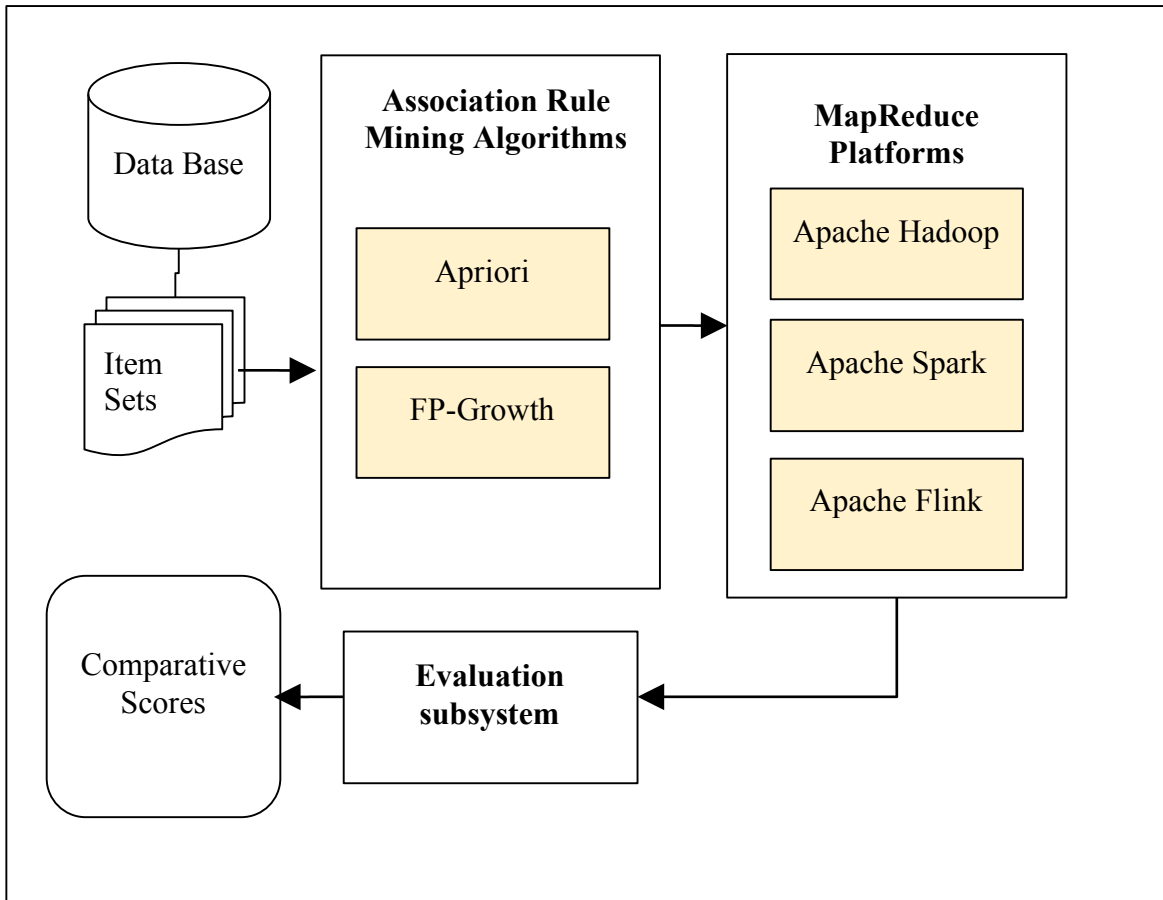 Data Base
Item
Sets
Association Rule
Mining Algorithms
Apriori
FP-Growth
MapReduce
Platforms
Apache Hadoop
Apache Spark
Apache Flink
Comparative
Scores
Evaluation
subsystem